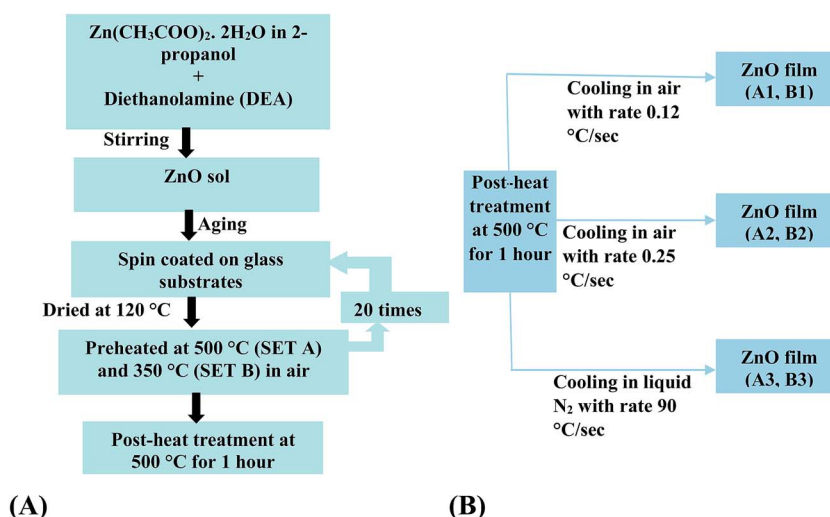 Zn(CH₃COO)₂. 2H₂O in 2-
propanol
+
Diethanolamine (DEA)
Stirring
ZnO sol
Aging
Spin coated on glass
substrates
Dried at 120 °C
20 times
Preheated at 500 °C (SET A)
and 350 °C (SET B) in air
Post-heat treatment at
500 °C for 1 hour
(A)
Post-heat
treatment
at 500 °C
for 1 hour
Cooling in air
with rate 0.12
°C/sec
ZnO film
(A1, B1)
Cooling in air
with rate 0.25
°C/sec
ZnO film
(A2, B2)
Cooling in liquid
N₂ with rate 90
°C/sec
ZnO film
(A3, B3)
(B)